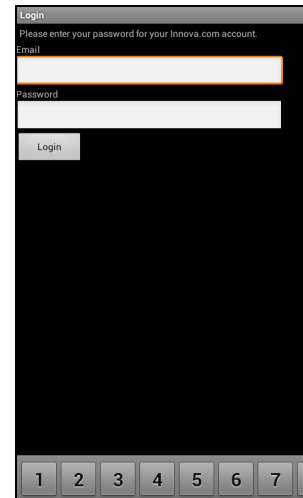 Login
Please enter your password for your Innova.com account.
Email
Password
Login
1 2 3 4 5 6 7